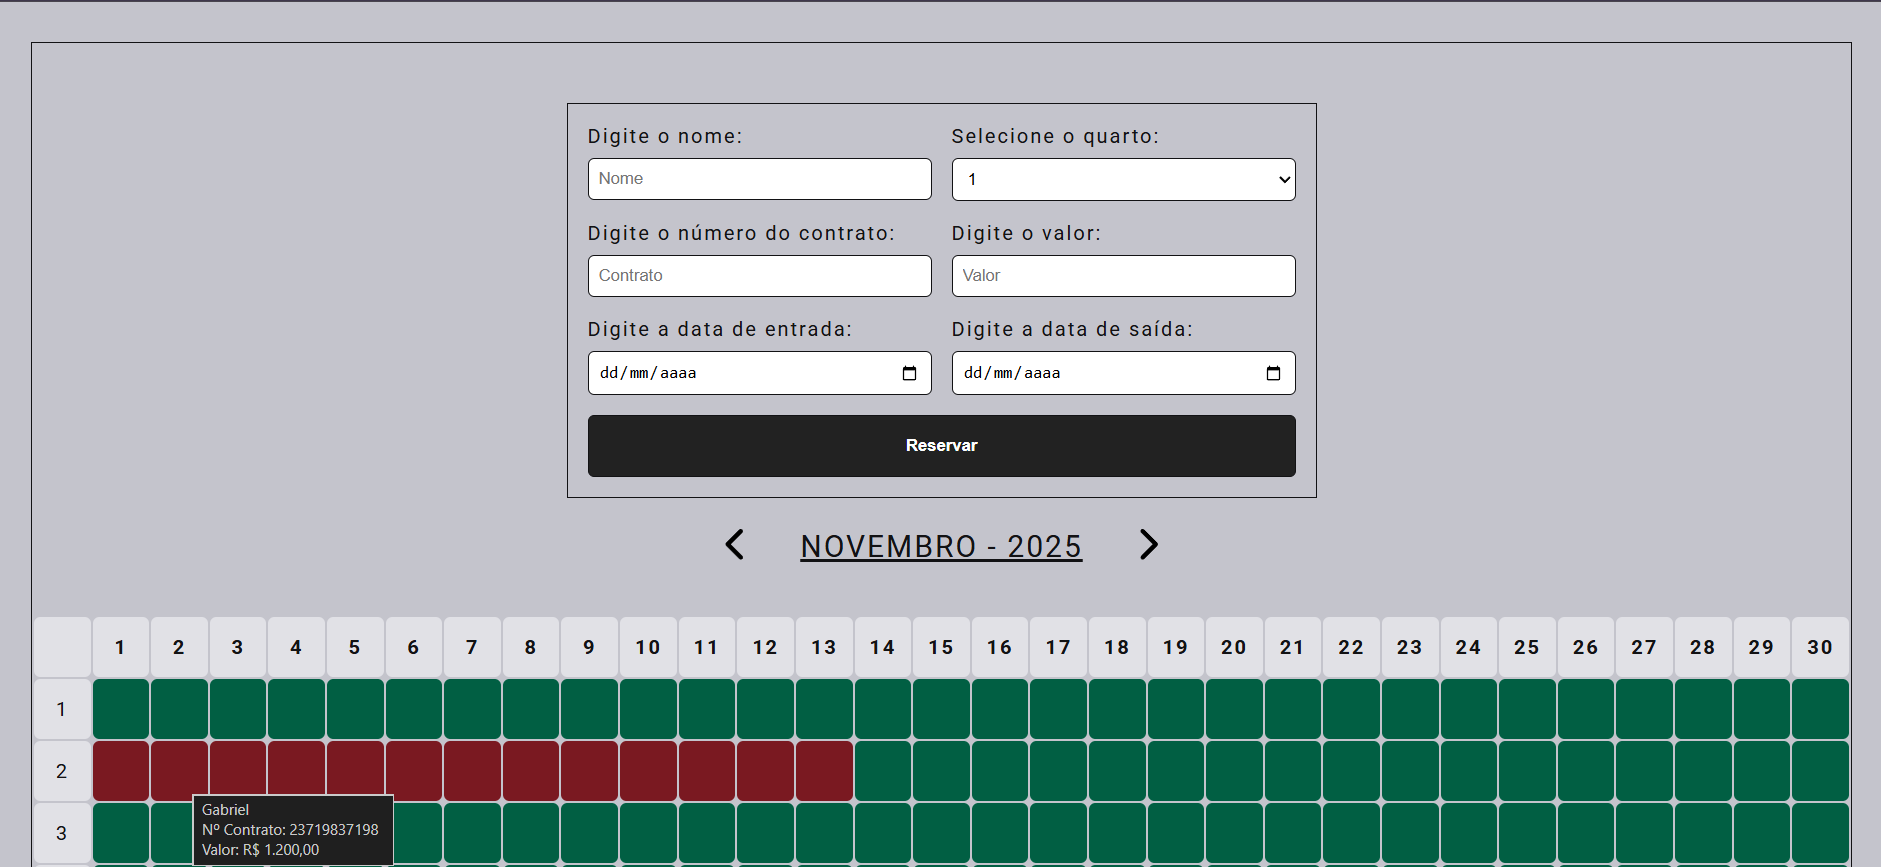 Digite o nome: Selecione o quarto:
Nome 1
Digite o número do contrato: Digite o valor:
Contrato Valor
Digite a data de entrada: Digite a data de saída:
dd/mm/aaaa dd/mm/aaaa
Reservar
NOVEMBRO - 2025
1 2 3 4 5 6 7 8 9 10 11 12 13 14 15 16 17 18 19 20 21 22 23 24 25 26 27 28 29 30
1
2
3
Gabriel
Nº Contrato: 23719837198
Valor: R$ 1.200,00